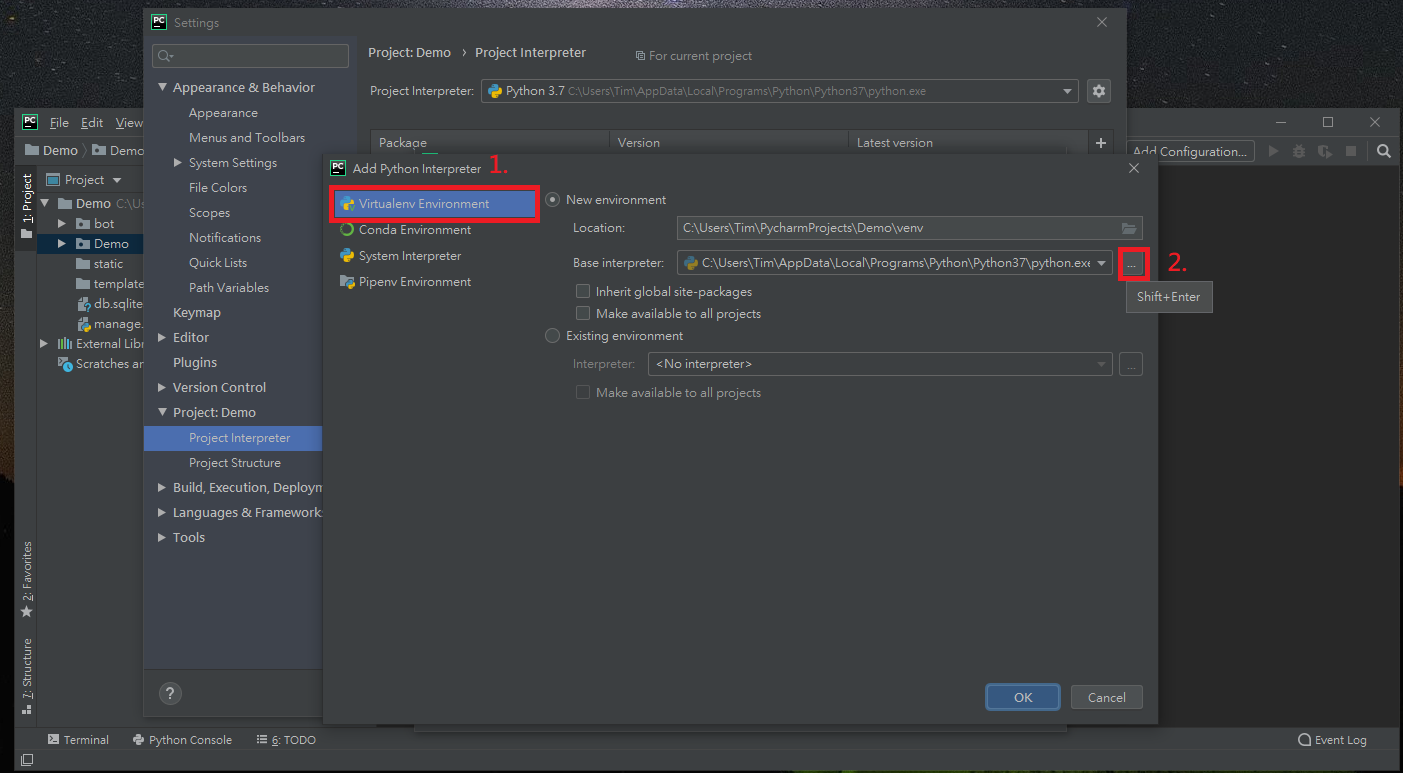 PC Settings
Project: Demo › Project Interpreter For current project
Appearance & Behavior
Project Interpreter: Python 3.7 C:\Users\Tim\AppData\Local\Programs\Python\Python37\python.exe
Appearance
PC File Edit View
Menus and Toolbars
Package Version Latest version +
Demo Demo
Add Configuration...
System Settings
PC Add Python Interpreter 1.
1: Project
Project
File Colors
Demo C:\Us
Virtualenv Environment
New environment
Scopes
bot
Conda Environment
Location: C:\Users\Tim\PycharmProjects\Demo\venv
Notifications
Demo
System Interpreter
Base interpreter: C:\Users\Tim\AppData\Local\Programs\Python\Python37\python.exe ... 2.
Quick Lists
static
Pipenv Environment
Inherit global site-packages
Shift+Enter
Path Variables
template
Make available to all projects
Keymap
db.sqlite
Existing environment
Editor
manage.
Interpreter: <No interpreter> ...
Plugins
External Libr
Make available to all projects
Scratches an
Version Control
Project: Demo
Project Interpreter
Project Structure
Build, Execution, Deploym
Languages & Frameworks
Tools
2: Favorites
7: Structure
?
OK Cancel
Terminal Python Console 6: TODO Event Log